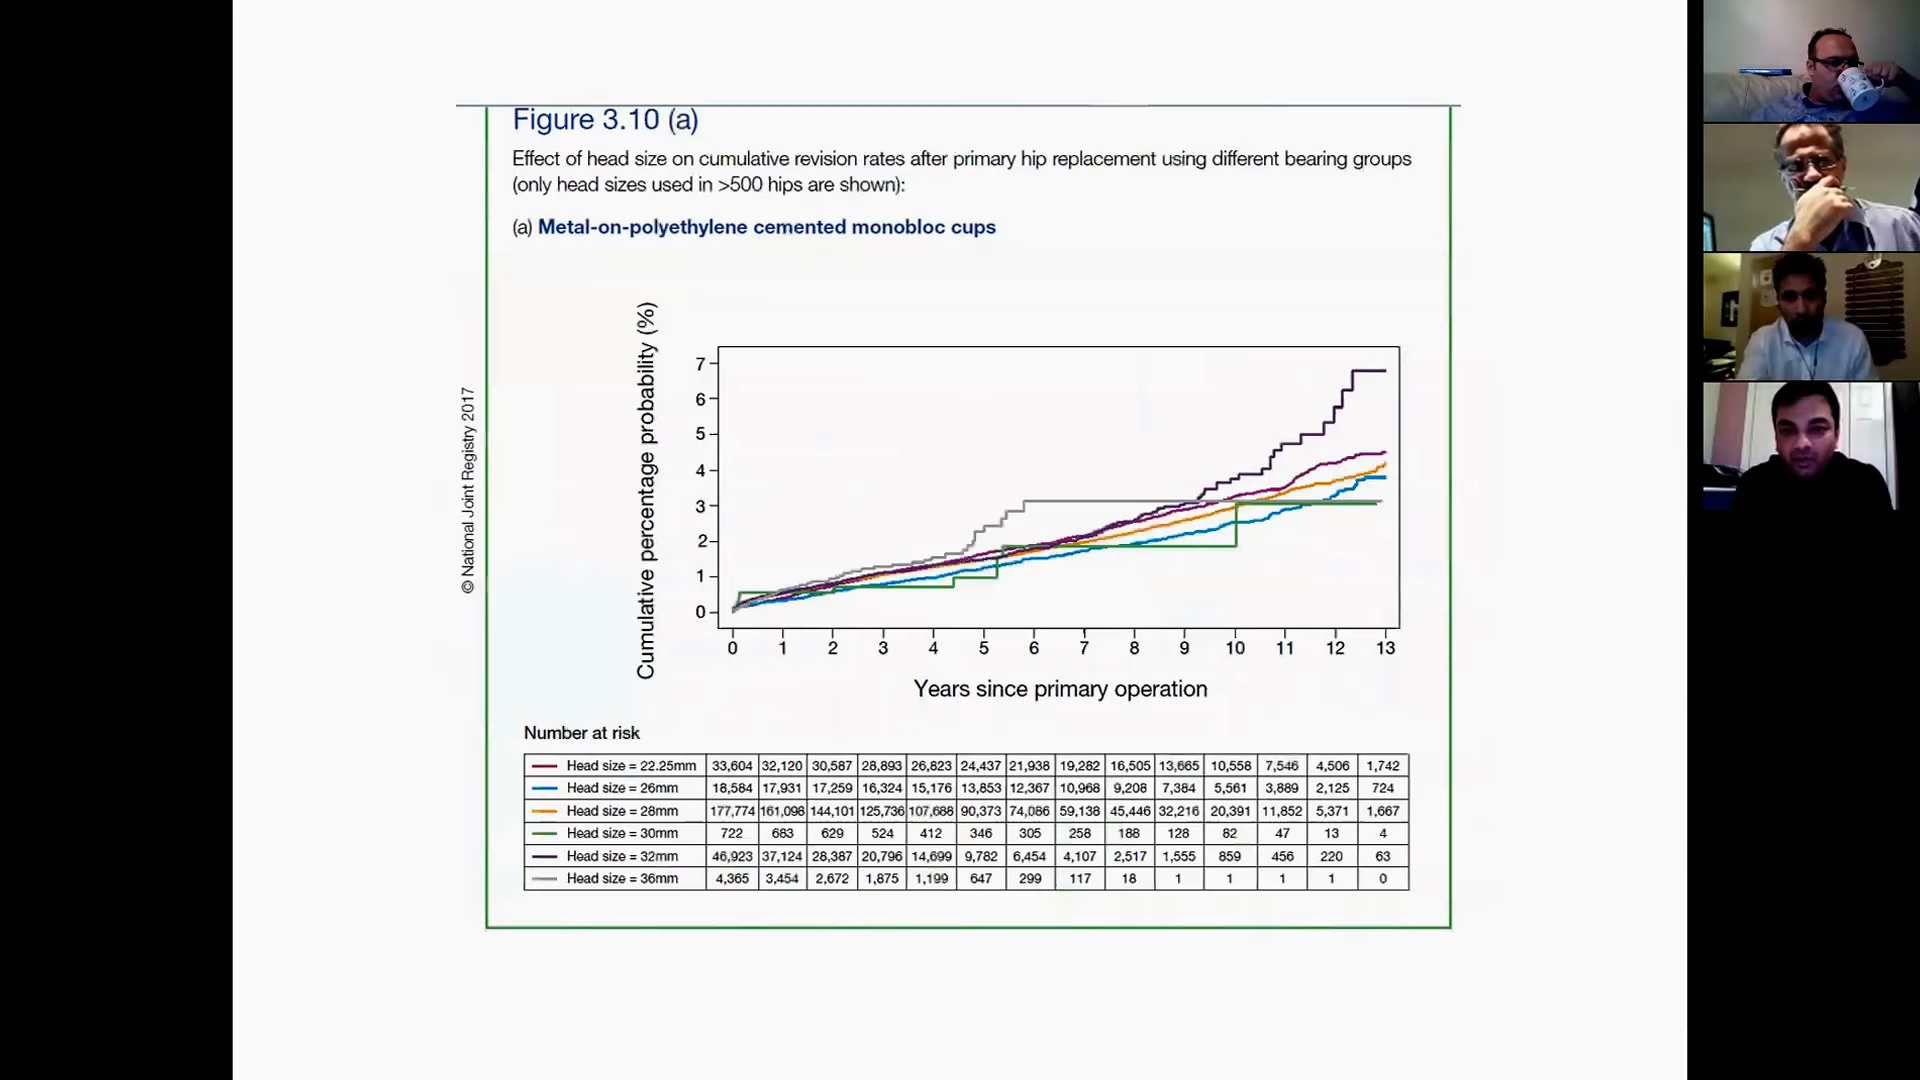 Figure 3.10 (a)
Effect of head size on cumulative revision rates after primary hip replacement using different bearing groups
(only head sizes used in >500 hips are shown):
(a) Metal-on-polyethylene cemented monobloc cups
© National Joint Registry 2017
Cumulative percentage probability (%)
7
6
5
4
3
2
1
0
0 1 2 3 4 5 6 7 8 9 10 11 12 13
Years since primary operation
Number at risk
Head size = 22.25mm 33,604 32,120 30,587 28,893 26,823 24,437 21,938 19,282 16,505 13,665 10,558 7,546 4,506 1,742
Head size = 26mm 18,584 17,931 17,259 16,324 15,176 13,853 12,367 10,968 9,208 7,384 5,561 3,889 2,125 724
Head size = 28mm 177,774 161,098 144,101 125,736 107,688 90,373 74,086 59,138 45,446 32,216 20,391 11,852 5,371 1,667
Head size = 30mm 722 683 629 524 412 346 305 258 188 128 82 47 13 4
Head size = 32mm 46,923 37,124 28,387 20,796 14,699 9,782 6,454 4,107 2,517 1,555 859 456 220 63
Head size = 36mm 4,365 3,454 2,672 1,875 1,199 647 299 117 18 1 1 1 1 0